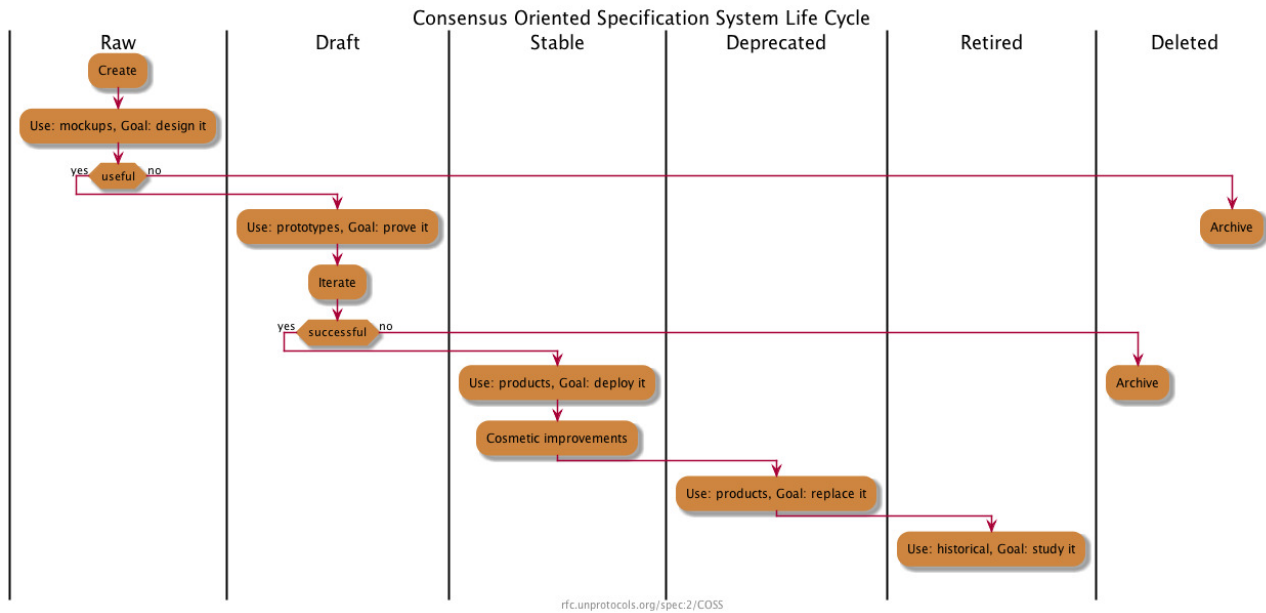 Consensus Oriented Specification System Life Cycle
Raw
Draft
Stable
Deprecated
Retired
Deleted
Create
Use: mockups, Goal: design it
yes
useful
no
Use: prototypes, Goal: prove it
Archive
Iterate
yes
successful
no
Use: products, Goal: deploy it
Archive
Cosmetic improvements
Use: products, Goal: replace it
Use: historical, Goal: study it
rfc.unprotocols.org/spec:2/COSS